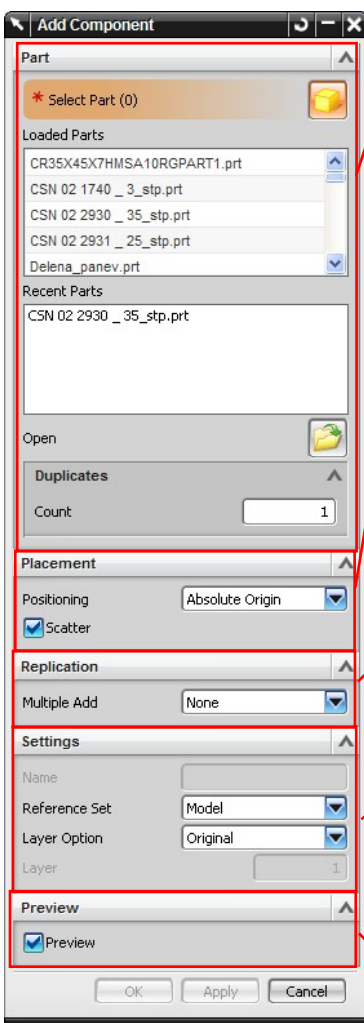 Add Component
Part
* Select Part (0)
Loaded Parts
CR35X45X7HMSA10RGPART1.prt
CSN 02 1740 _ 3_stp.prt
CSN 02 2930 _ 35_stp.prt
CSN 02 2931 _ 25_stp.prt
Delena_panev.prt
Recent Parts
CSN 02 2930 _ 35_stp.prt
Open
Duplicates
Count 1
Placement
Positioning Absolute Origin
Scatter
Replication
Multiple Add None
Settings
Name
Reference Set Model
Layer Option Original
Layer 1
Preview
Preview
OK Apply Cancel